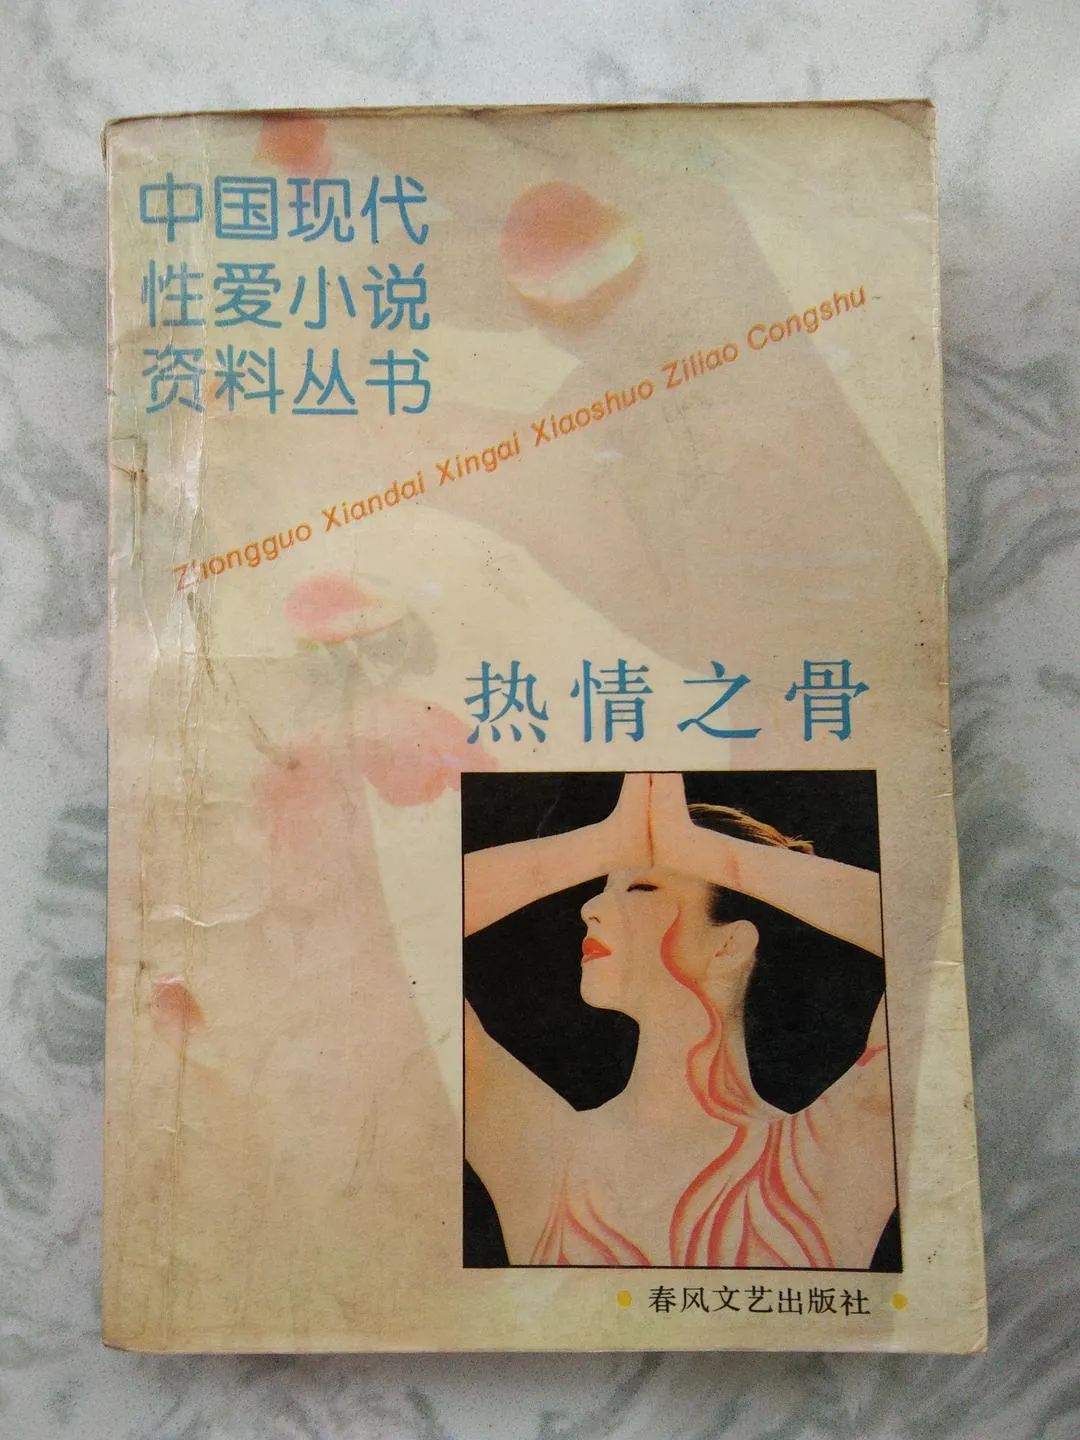 中国现代
性爱小说
资料丛书
Zhongguo Xiandai Xingai Xiaoshuo Ziliao Congshu
热情之骨
春风文艺出版社